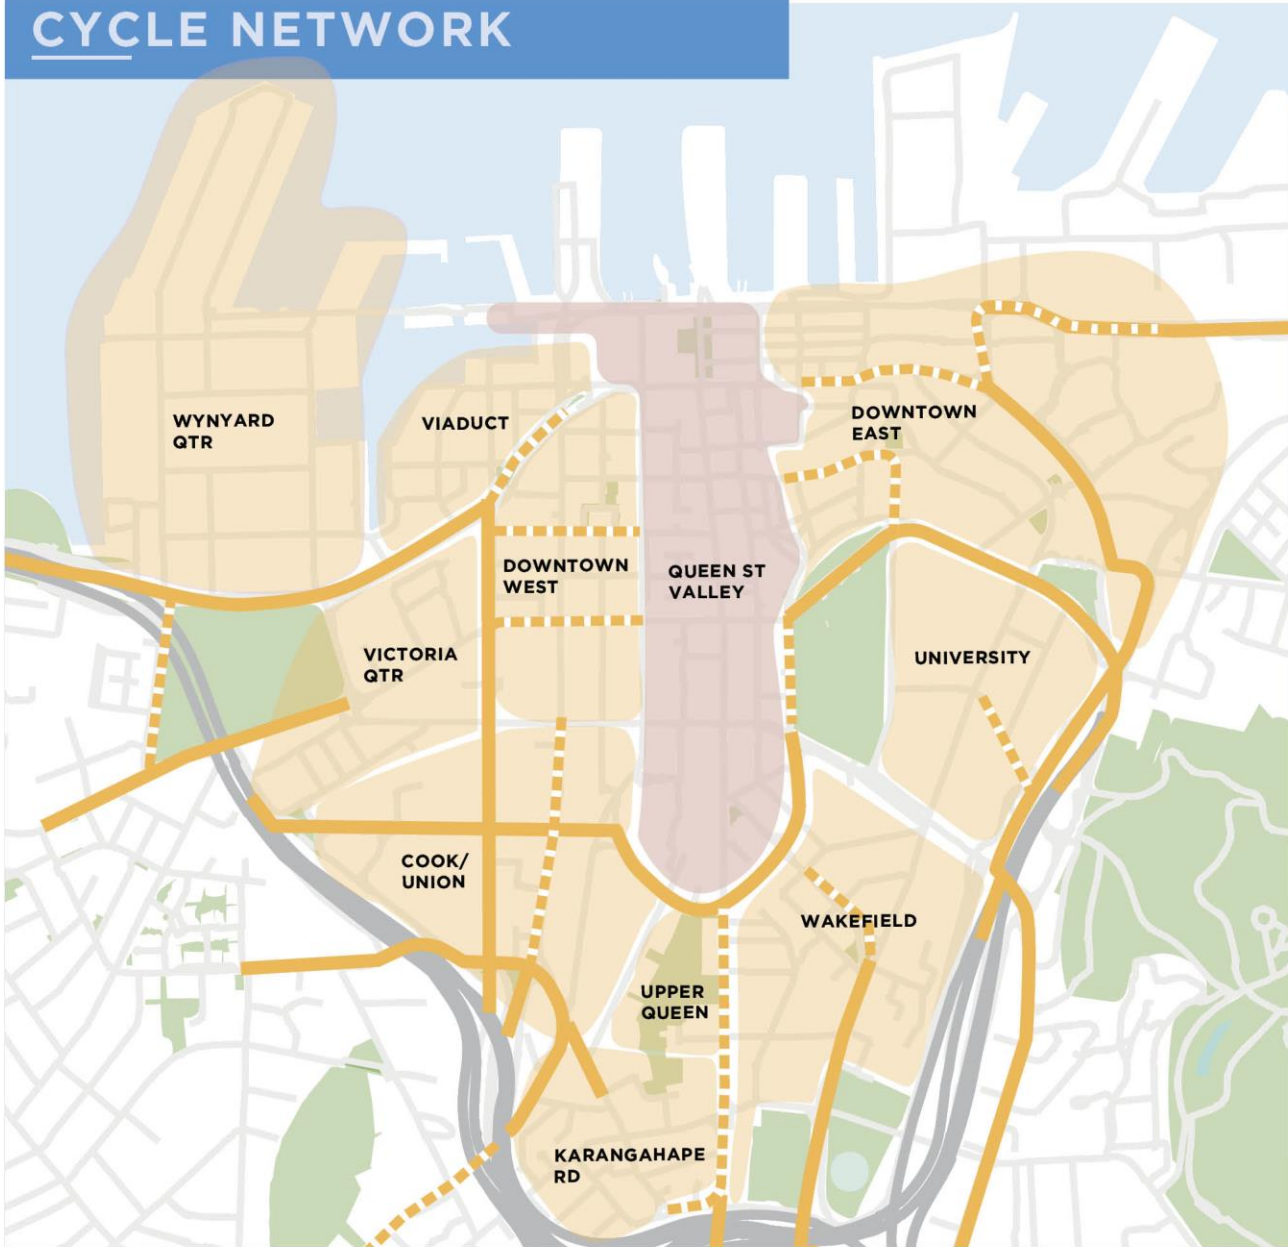 CYCLE NETWORK
WYNYARD
QTR
VIADUCT
DOWNTOWN
EAST
DOWNTOWN
WEST
QUEEN ST
VALLEY
VICTORIA
QTR
UNIVERSITY
COOK/
UNION
WAKEFIELD
UPPER
QUEEN
KARANGAHAPE
RD